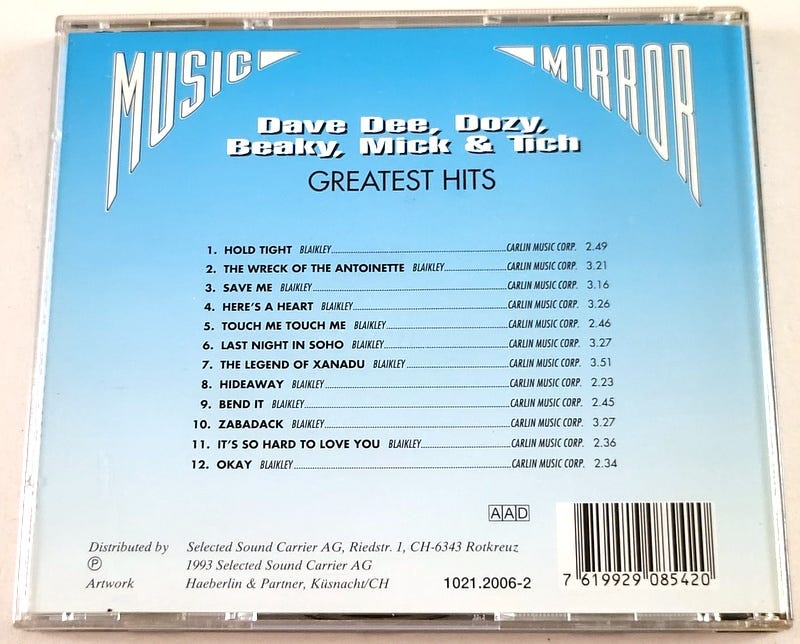 MUSIC MIRROR
Dave Dee, Dozy,
Beaky, Mick & Tich
GREATEST HITS
1. HOLD TIGHT BLAIKLEY CARLIN MUSIC CORP. 2.49
2. THE WRECK OF THE ANTOINETTE BLAIKLEY CARLIN MUSIC CORP. 3.21
3. SAVE ME BLAIKLEY CARLIN MUSIC CORP. 3.16
4. HERE'S A HEART BLAIKLEY CARLIN MUSIC CORP. 3.26
5. TOUCH ME TOUCH ME BLAIKLEY CARLIN MUSIC CORP. 2.46
6. LAST NIGHT IN SOHO BLAIKLEY CARLIN MUSIC CORP. 3.27
7. THE LEGEND OF XANADU BLAIKLEY CARLIN MUSIC CORP. 3.51
8. HIDEAWAY BLAIKLEY CARLIN MUSIC CORP. 2.23
9. BEND IT BLAIKLEY CARLIN MUSIC CORP. 2.45
10. ZABADACK BLAIKLEY CARLIN MUSIC CORP. 3.27
11. IT'S SO HARD TO LOVE YOU BLAIKLEY CARLIN MUSIC CORP. 2.36
12. OKAY BLAIKLEY CARLIN MUSIC CORP. 2.34
AAD
Distributed by Selected Sound Carrier AG, Riedstr. 1, CH-6343 Rotkreuz
℗ 1993 Selected Sound Carrier AG
Artwork Haeberlin & Partner, Küsnacht/CH 1021.2006-2
7 619929 085420